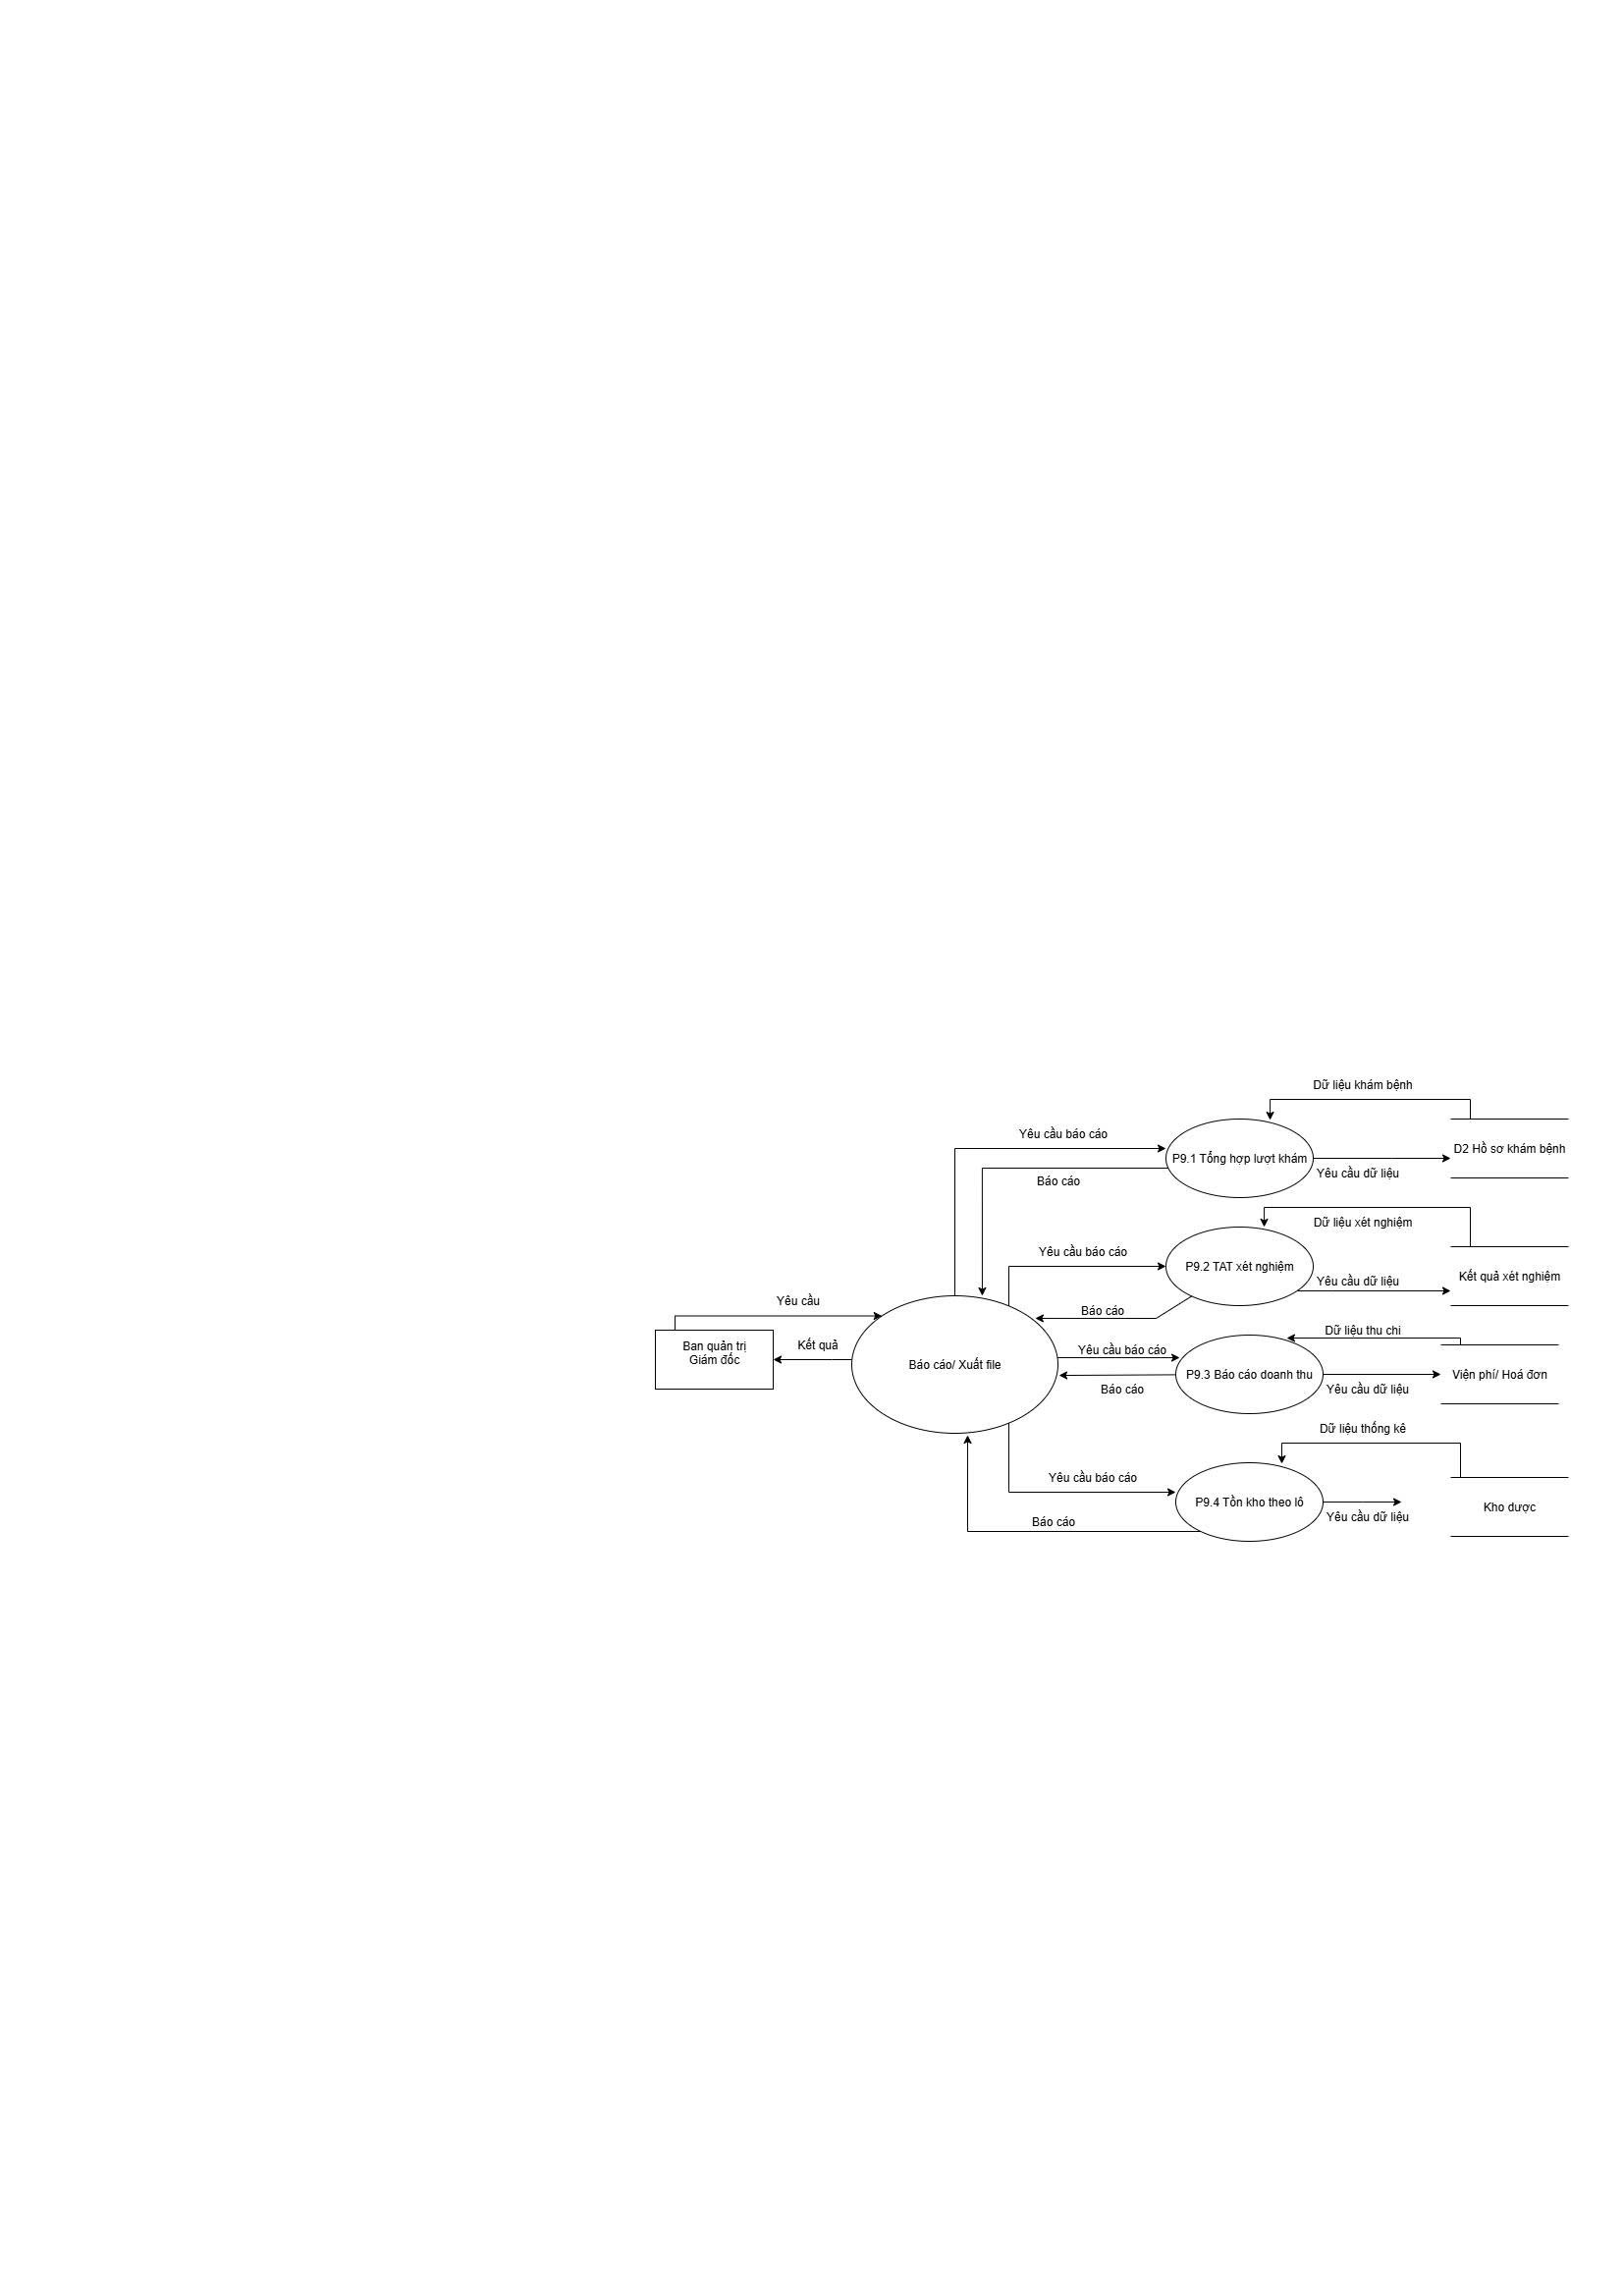 Dữ liệu khám bệnh
Yêu cầu báo cáo
D2 Hồ sơ khám bệnh
P9.1 Tổng hợp lượt khám
Yêu cầu dữ liệu
Báo cáo
Dữ liệu xét nghiệm
Yêu cầu báo cáo
P9.2 TAT xét nghiệm
Kết quả xét nghiệm
Yêu cầu dữ liệu
Yêu cầu
Báo cáo
Dữ liệu thu chi
Ban quản trị
Giám đốc
Kết quả
Yêu cầu báo cáo
Báo cáo/ Xuất file
P9.3 Báo cáo doanh thu
Viện phí/ Hoá đơn
Báo cáo
Yêu cầu dữ liệu
Dữ liệu thống kê
Yêu cầu báo cáo
P9.4 Tồn kho theo lô
Kho dược
Yêu cầu dữ liệu
Báo cáo